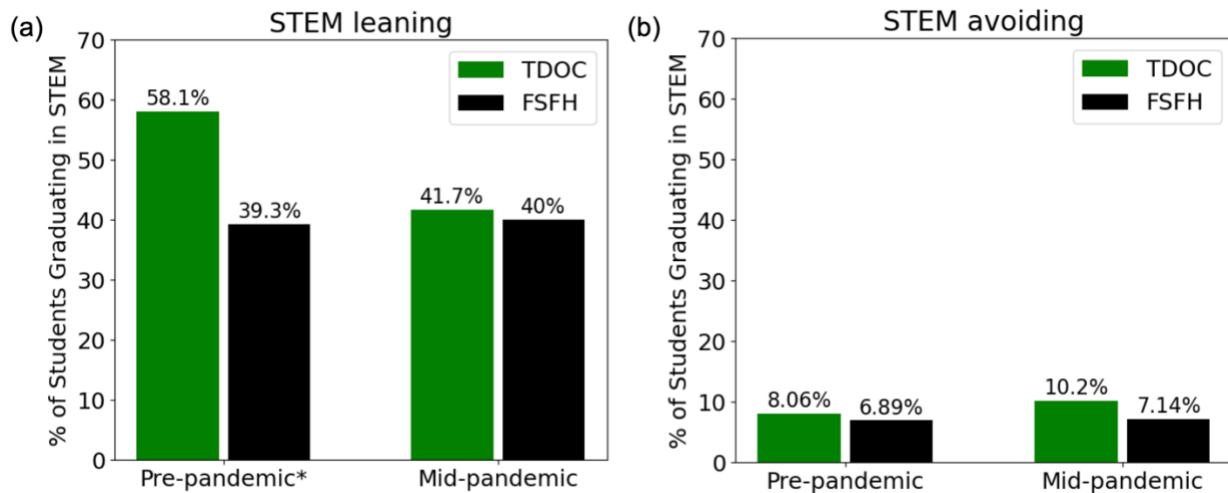 (a)
STEM leaning
% of Students Graduating in STEM
70
60
50
40
30
20
10
0
TDOC
FSFH
58.1%
39.3%
41.7%
40%
Pre-pandemic*
Mid-pandemic
(b)
STEM avoiding
% of Students Graduating in STEM
70
60
50
40
30
20
10
0
TDOC
FSFH
8.06%
6.89%
10.2%
7.14%
Pre-pandemic
Mid-pandemic